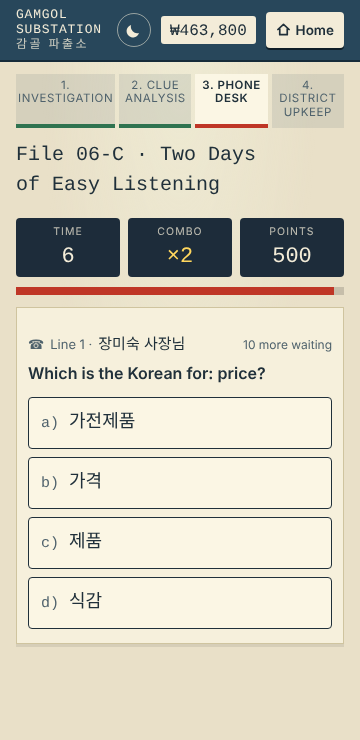 GAMGOL
SUBSTATION
감골 파출소
₩463,800
Home
1. INVESTIGATION
2. CLUE ANALYSIS
3. PHONE DESK
4. DISTRICT UPKEEP
File 06-C · Two Days
of Easy Listening
TIME
6
COMBO
×2
POINTS
500
☎ Line 1 · 장미숙 사장님
10 more waiting
Which is the Korean for: price?
a) 가전제품
b) 가격
c) 제품
d) 식감